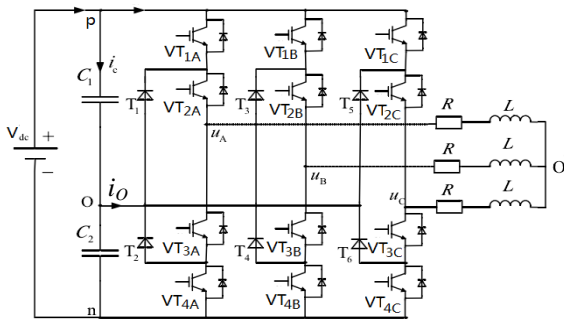 p
VT1A
VT1B
VT1C
ic
C1
T1
VT2A
T3
VT2B
T5
VT2C
Vdc
+
−
uA
R
L
uB
R
L
O
uC
R
L
O
iO
C2
T2
VT3A
T4
VT3B
T6
VT3C
VT4A
VT4B
VT4C
n